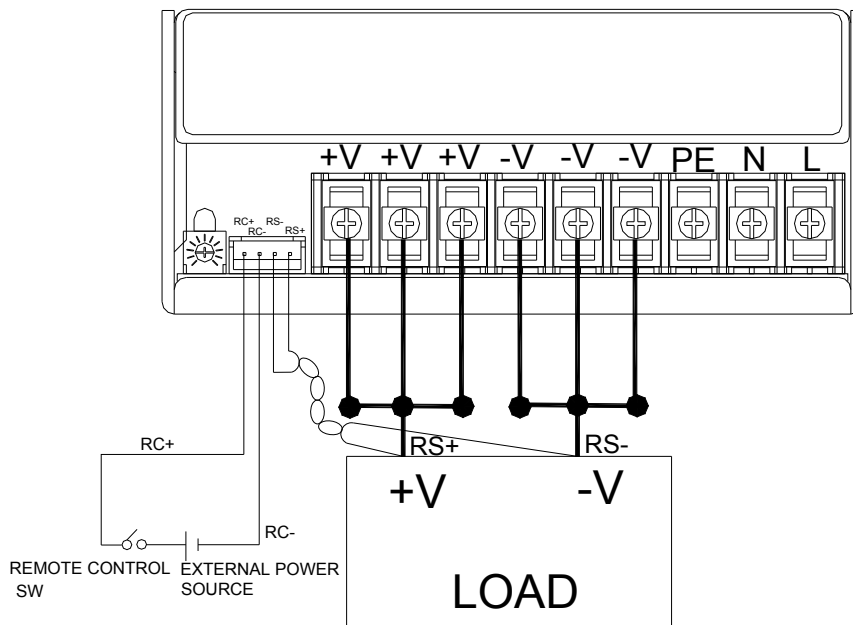 +V +V +V -V -V -V PE N L
RC+ RS-
RC- RS+
RC+
RS+ RS-
+V -V
RC-
REMOTE CONTROL SW
EXTERNAL POWER SOURCE
LOAD